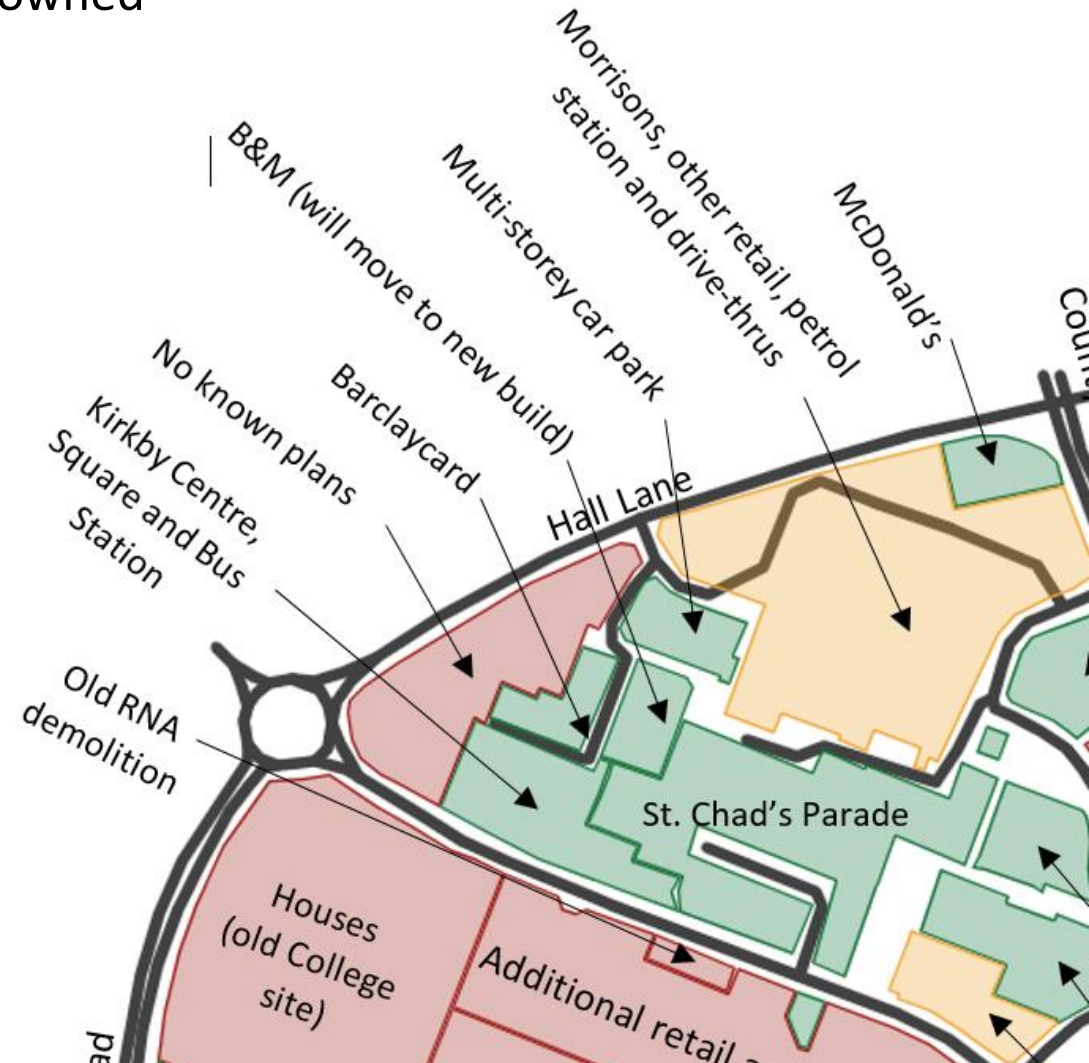 owned
Morrisons, other retail, petrol
station and drive-thrus
McDonald's
B&M (will move to new build)
Multi-storey car park
Barclaycard
No known plans
Kirkby Centre,
Square and Bus
Station
Hall Lane
Old RNA
demolition
St. Chad's Parade
Houses
(old College
site)
Additional retail a